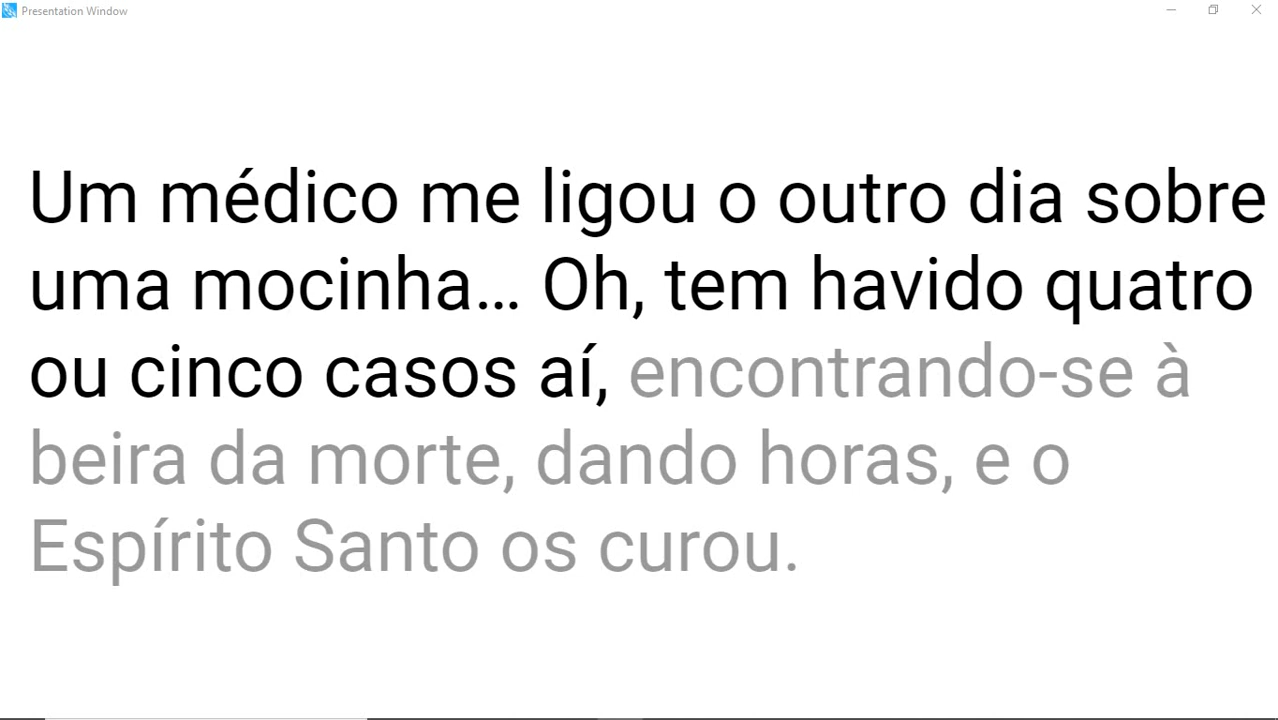 Presentation Window
Um médico me ligou o outro dia sobre
uma mocinha... Oh, tem havido quatro
ou cinco casos aí, encontrando-se à
beira da morte, dando horas, e o
Espírito Santo os curou.